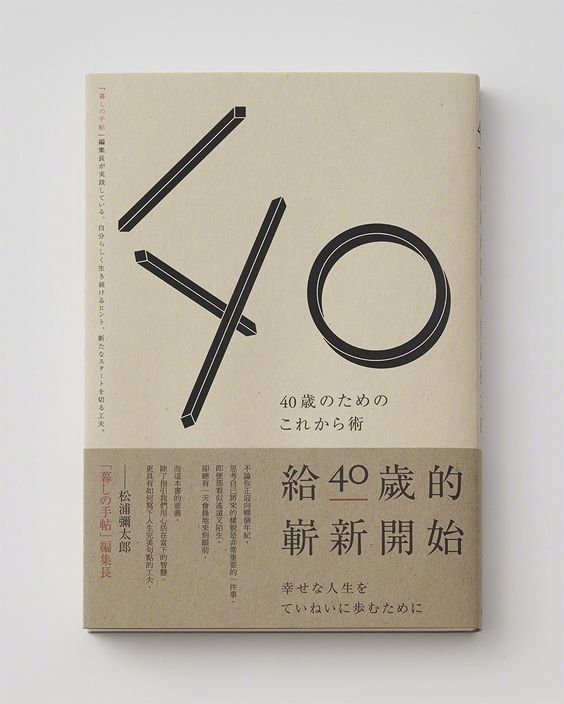 「暮しの手帖」編集長が実践している、自分らしく生き続けるヒント、新たなスタートを切る工夫。
40
40歳のための
これから術
給40歲的
嶄新開始
幸せな人生を
ていねいに歩むために
不論你正迎向哪個年紀，
思考自己將來的樣貌是非常重要的一件事，
即便那看似遙遠又陌生，
卻總有一天會倏地來到眼前。
而這本書的意義，
除了指引我們用心活在當下的智慧，
更具有如何寫下人生完美句點的工夫。
——松浦彌太郎
「暮しの手帖」編集長